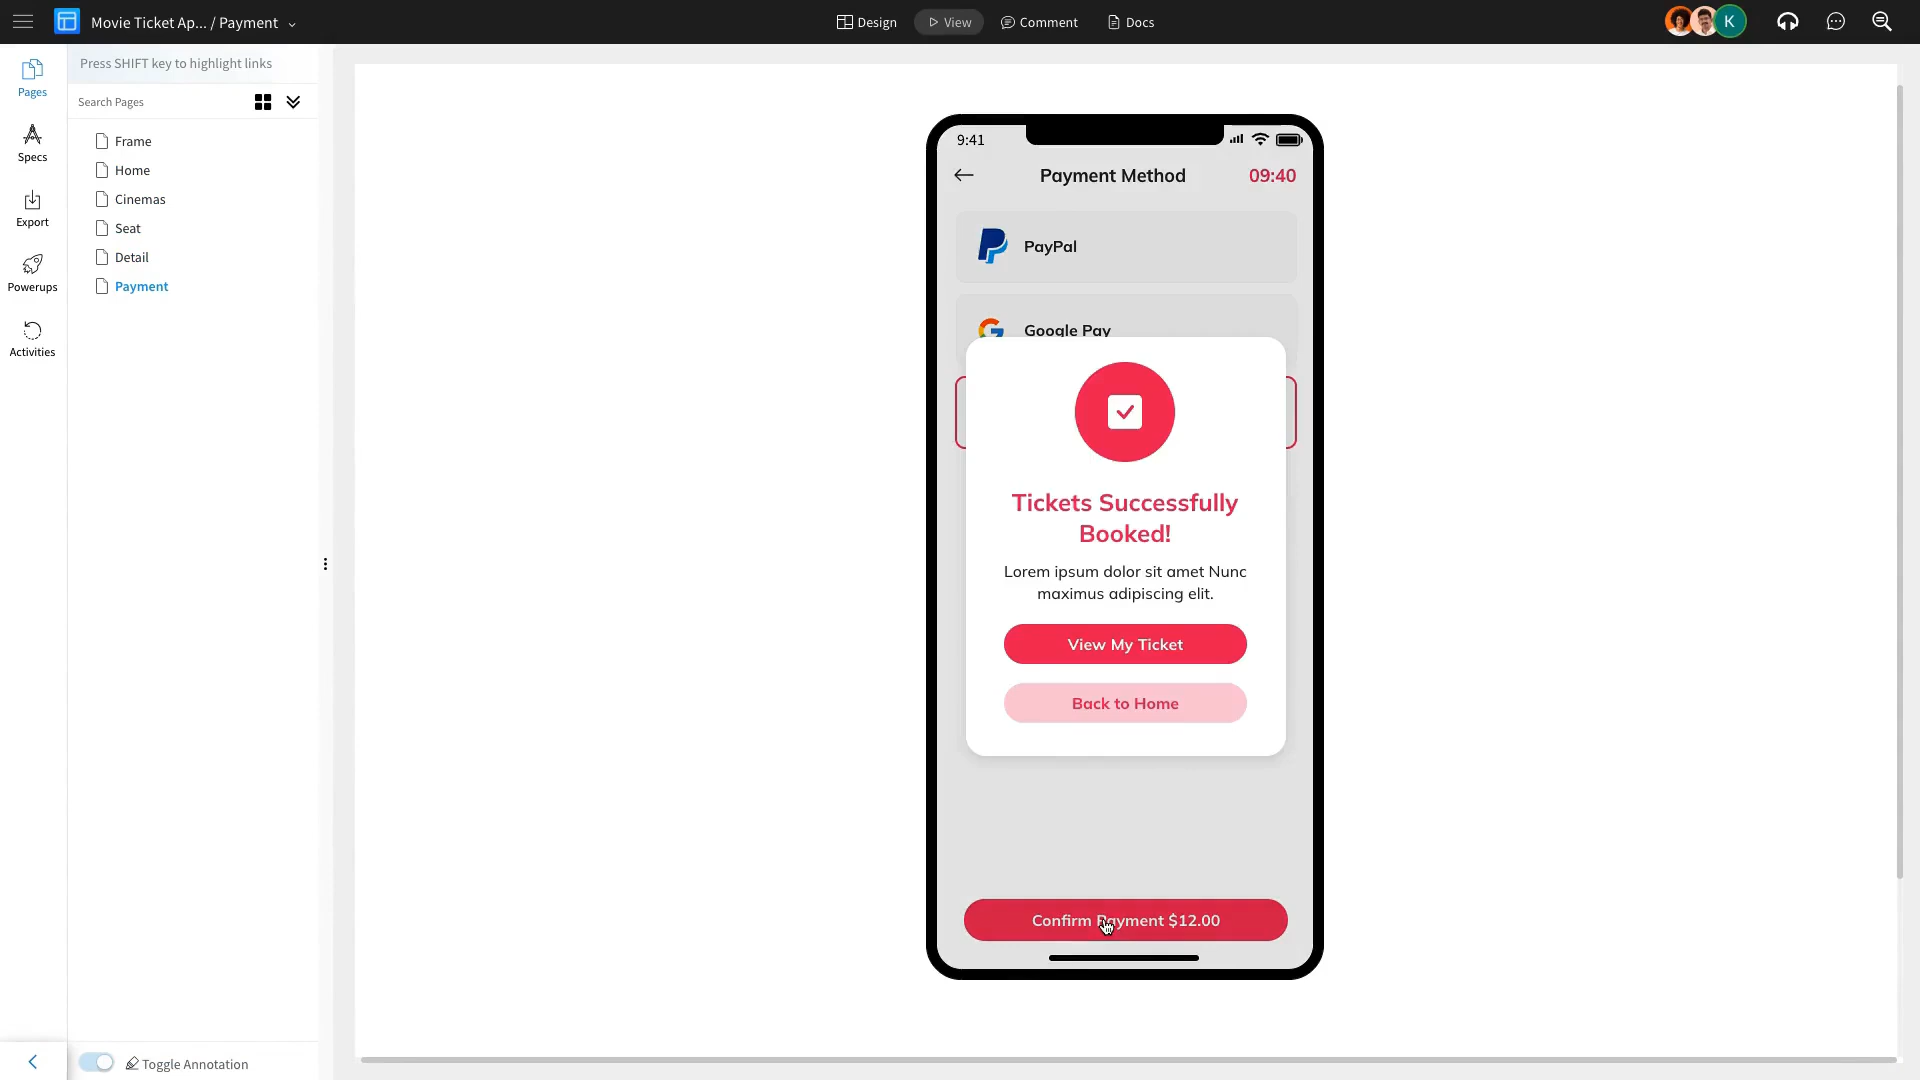 Movie Ticket Ap... / Payment
Design
View
Comment
Docs
K
Pages
Specs
Export
Powerups
Activities
Press SHIFT key to highlight links
Search Pages
Frame
Home
Cinemas
Seat
Detail
Payment
Toggle Annotation
9:41
Payment Method
09:40
PayPal
Google Pay
Tickets Successfully
Booked!
Lorem ipsum dolor sit amet Nunc
maximus adipiscing elit.
View My Ticket
Back to Home
Confirm Payment $12.00